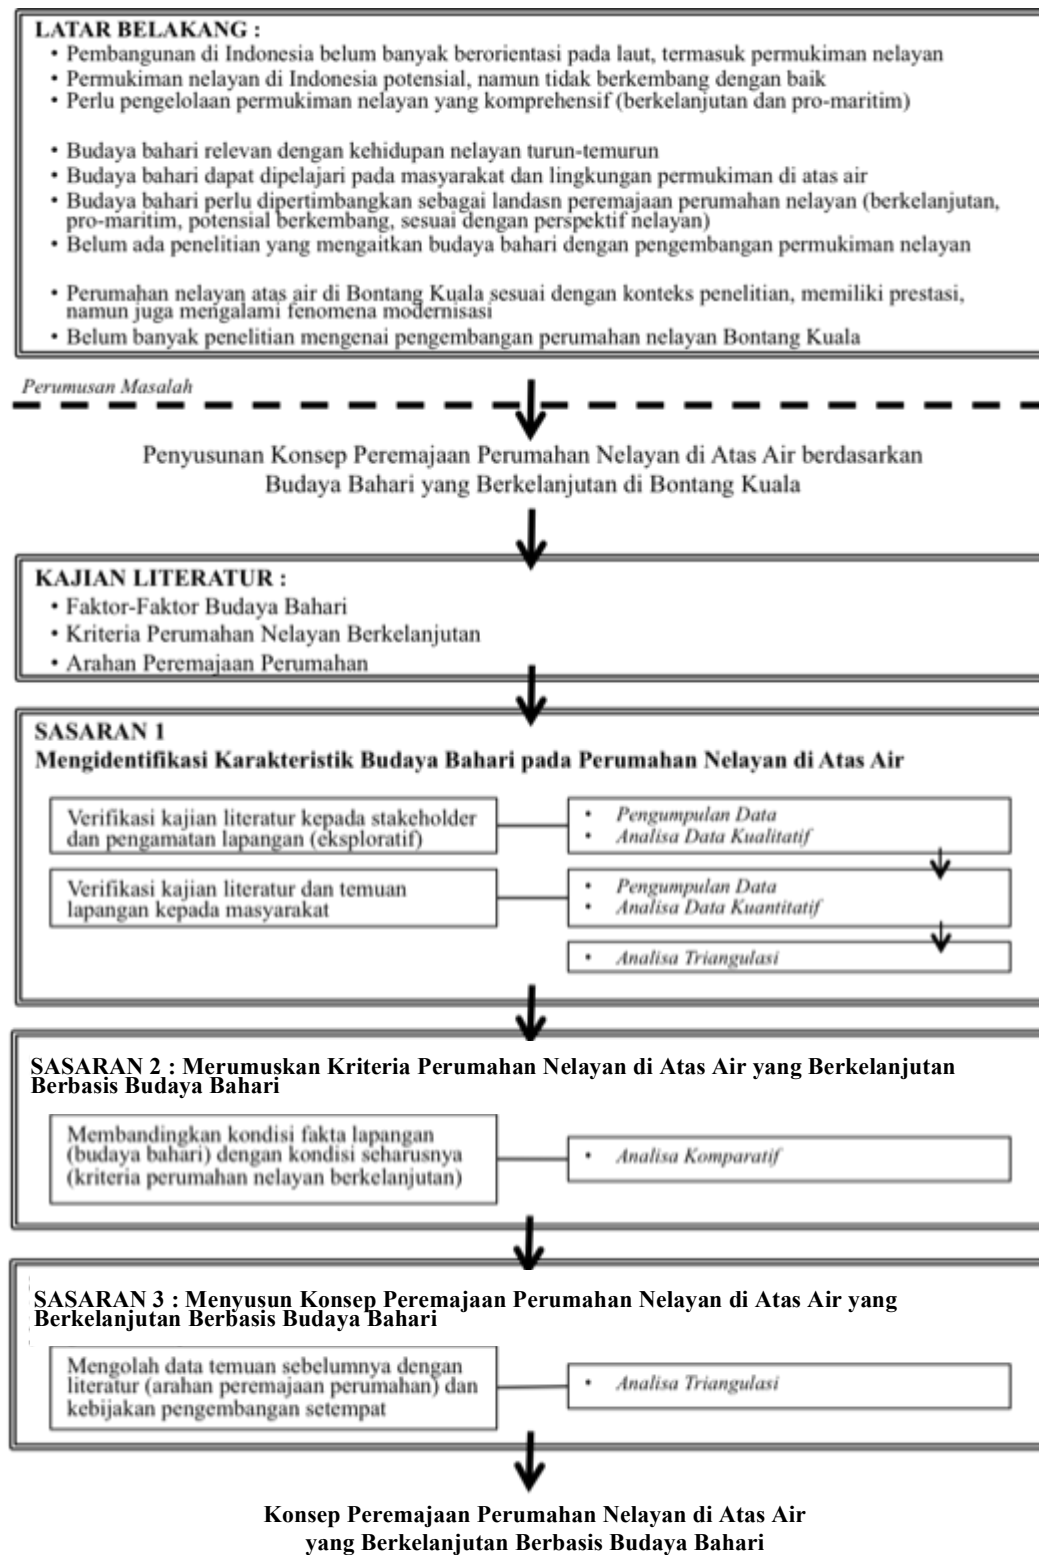 LATAR BELAKANG :
• Pembangunan di Indonesia belum banyak berorientasi pada laut, termasuk permukiman nelayan
• Permukiman nelayan di Indonesia potensial, namun tidak berkembang dengan baik
• Perlu pengelolaan permukiman nelayan yang komprehensif (berkelanjutan dan pro-maritim)
• Budaya bahari relevan dengan kehidupan nelayan turun-temurun
• Budaya bahari dapat dipelajari pada masyarakat dan lingkungan permukiman di atas air
• Budaya bahari perlu dipertimbangkan sebagai landasn peremajaan perumahan nelayan (berkelanjutan,
pro-maritim, potensial berkembang, sesuai dengan perspektif nelayan)
• Belum ada penelitian yang mengaitkan budaya bahari dengan pengembangan permukiman nelayan
• Perumahan nelayan atas air di Bontang Kuala sesuai dengan konteks penelitian, memiliki prestasi,
namun juga mengalami fenomena modernisasi
• Belum banyak penelitian mengenai pengembangan perumahan nelayan Bontang Kuala
Perumusan Masalah
Penyusunan Konsep Peremajaan Perumahan Nelayan di Atas Air berdasarkan
Budaya Bahari yang Berkelanjutan di Bontang Kuala
KAJIAN LITERATUR :
• Faktor-Faktor Budaya Bahari
• Kriteria Perumahan Nelayan Berkelanjutan
• Arahan Peremajaan Perumahan
SASARAN 1
Mengidentifikasi Karakteristik Budaya Bahari pada Perumahan Nelayan di Atas Air
Verifikasi kajian literatur kepada stakeholder
dan pengamatan lapangan (eksploratif)
• Pengumpulan Data
• Analisa Data Kualitatif
Verifikasi kajian literatur dan temuan
lapangan kepada masyarakat
• Pengumpulan Data
• Analisa Data Kuantitatif
• Analisa Triangulasi
SASARAN 2 : Merumuskan Kriteria Perumahan Nelayan di Atas Air yang Berkelanjutan
Berbasis Budaya Bahari
Membandingkan kondisi fakta lapangan
(budaya bahari) dengan kondisi seharusnya
(kriteria perumahan nelayan berkelanjutan)
• Analisa Komparatif
SASARAN 3 : Menyusun Konsep Peremajaan Perumahan Nelayan di Atas Air yang
Berkelanjutan Berbasis Budaya Bahari
Mengolah data temuan sebelumnya dengan
literatur (arahan peremajaan perumahan) dan
kebijakan pengembangan setempat
• Analisa Triangulasi
Konsep Peremajaan Perumahan Nelayan di Atas Air
yang Berkelanjutan Berbasis Budaya Bahari